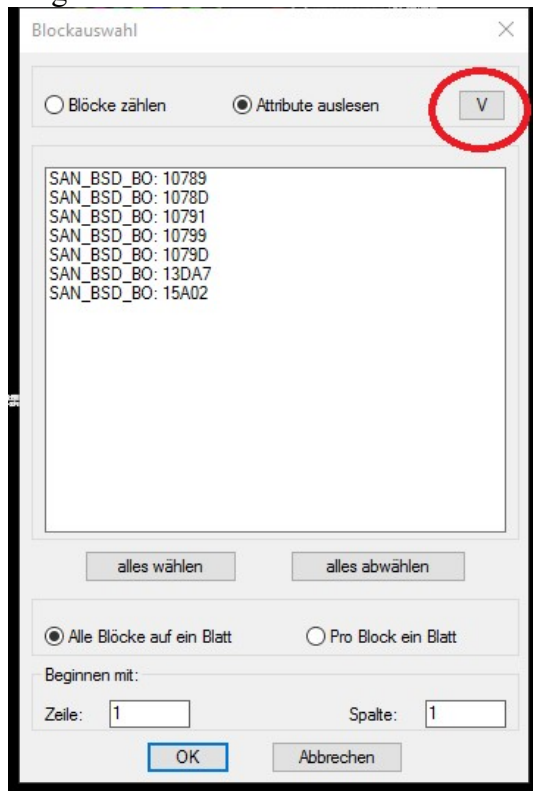 Blockauswahl
Blöcke zählen
Attribute auslesen
V
SAN_BSD_BO: 10789
SAN_BSD_BO: 1078D
SAN_BSD_BO: 10791
SAN_BSD_BO: 10799
SAN_BSD_BO: 1079D
SAN_BSD_BO: 13DA7
SAN_BSD_BO: 15A02
alles wählen
alles abwählen
Alle Blöcke auf ein Blatt
Pro Block ein Blatt
Beginnen mit:
Zeile: 1
Spalte: 1
OK
Abbrechen